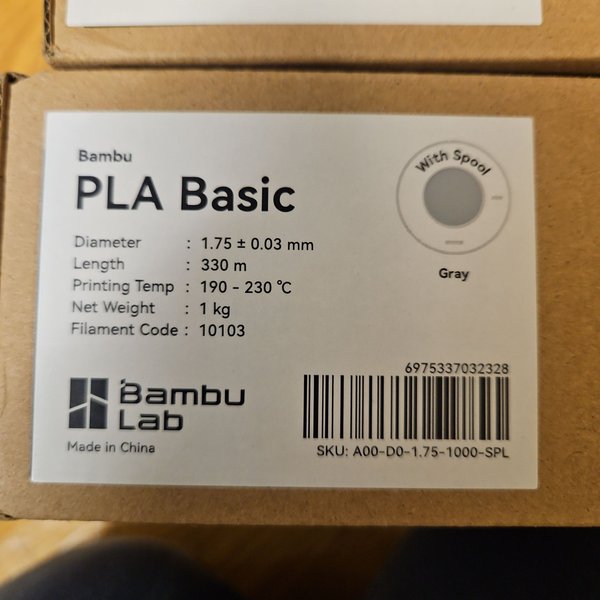 Bambu
PLA Basic
With Spool
Gray
Diameter : 1.75 ± 0.03 mm
Length : 330 m
Printing Temp : 190 - 230 ℃
Net Weight : 1 kg
Filament Code : 10103
Bambu
Lab
Made in China
6975337032328
SKU: A00-D0-1.75-1000-SPL